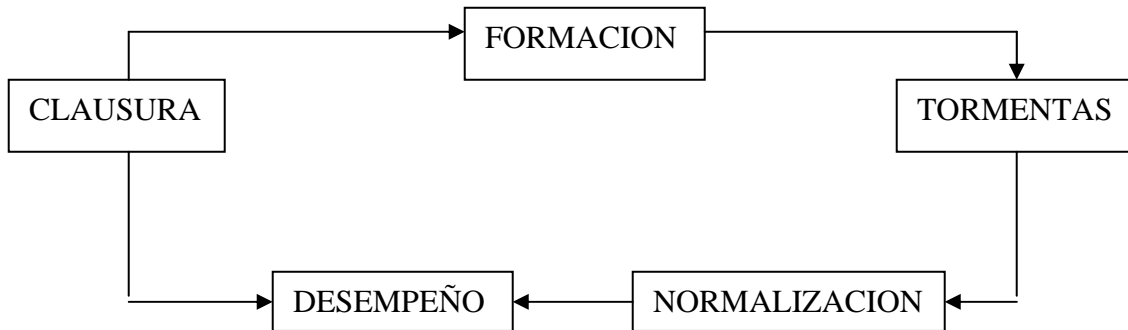 FORMACION
CLAUSURA
TORMENTAS
DESEMPEÑO
NORMALIZACION